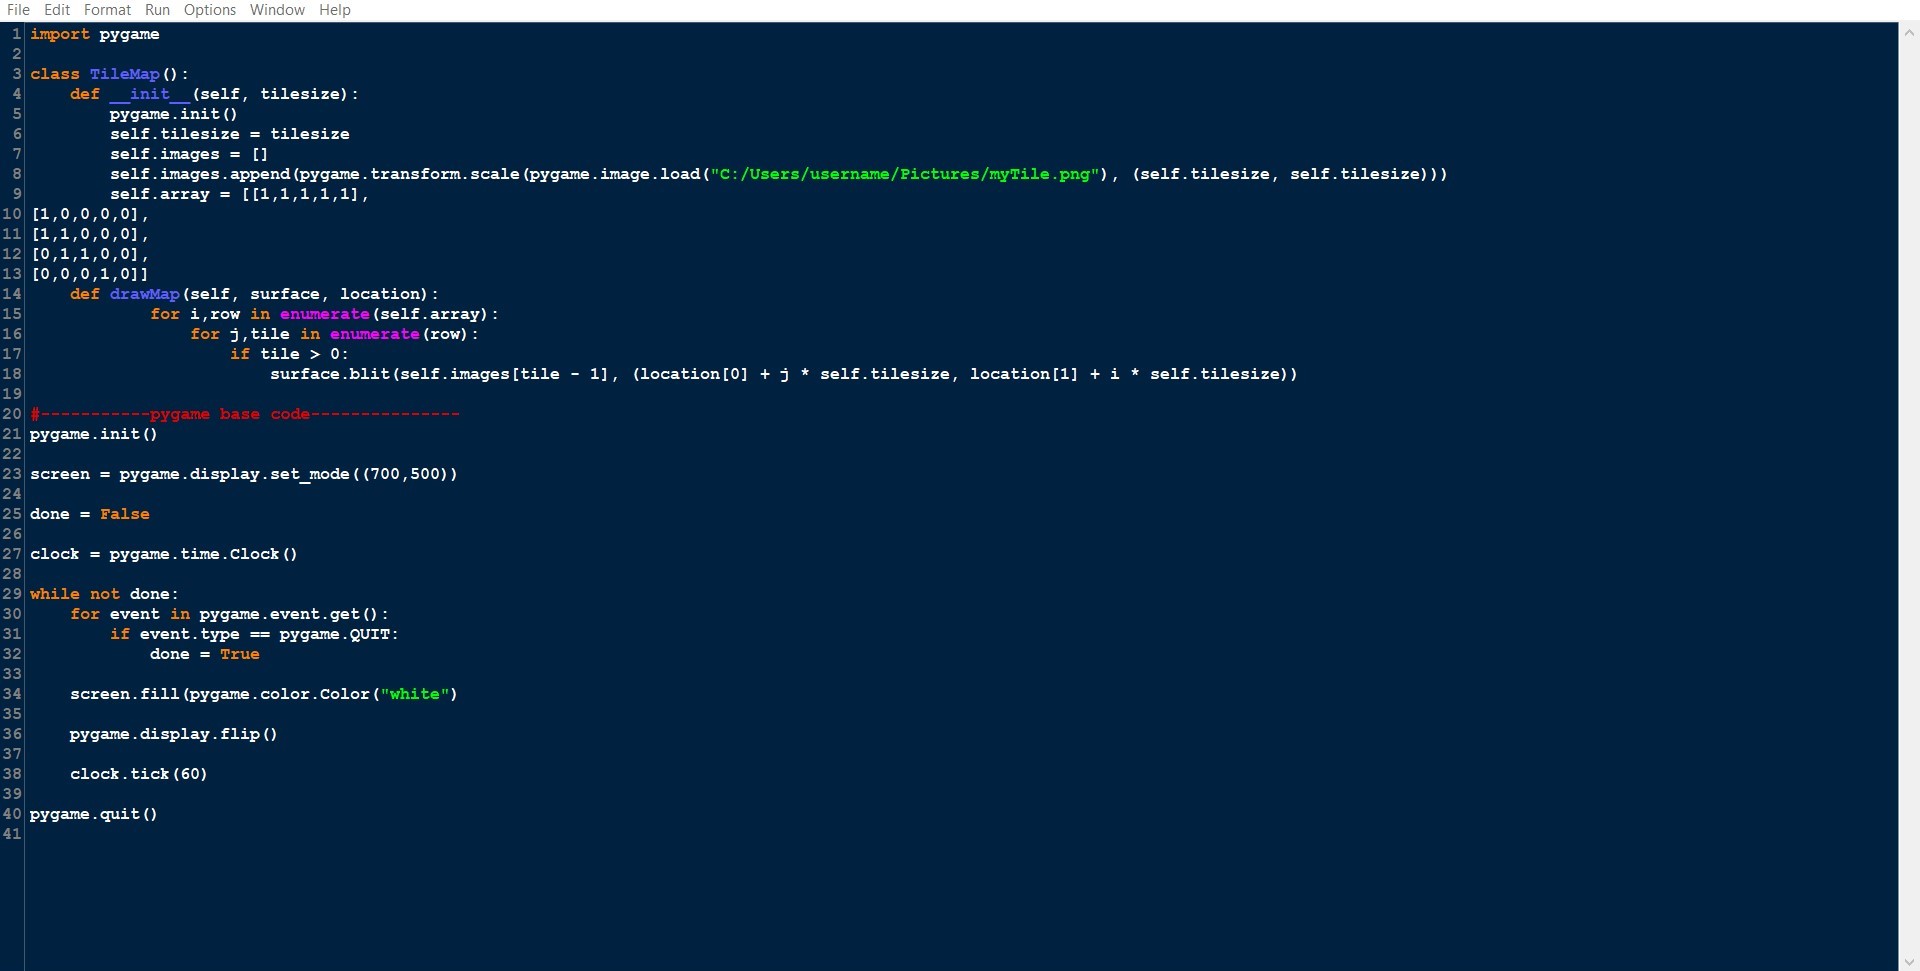 File Edit Format Run Options Window Help
1 import pygame
2
3 class TileMap():
4     def __init__(self, tilesize):
5         pygame.init()
6         self.tilesize = tilesize
7         self.images = []
8         self.images.append(pygame.transform.scale(pygame.image.load("C:/Users/username/Pictures/myTile.png"), (self.tilesize, self.tilesize)))
9         self.array = [[1,1,1,1,1],
10 [1,0,0,0,0],
11 [1,1,0,0,0],
12 [0,1,1,0,0],
13 [0,0,0,1,0]]
14     def drawMap(self, surface, location):
15             for i,row in enumerate(self.array):
16                 for j,tile in enumerate(row):
17                     if tile > 0:
18                         surface.blit(self.images[tile - 1], (location[0] + j * self.tilesize, location[1] + i * self.tilesize))
19
20 #-----------pygame base code---------------
21 pygame.init()
22
23 screen = pygame.display.set_mode((700,500))
24
25 done = False
26
27 clock = pygame.time.Clock()
28
29 while not done:
30     for event in pygame.event.get():
31         if event.type == pygame.QUIT:
32             done = True
33
34     screen.fill(pygame.color.Color("white")
35
36     pygame.display.flip()
37
38     clock.tick(60)
39
40 pygame.quit()
41